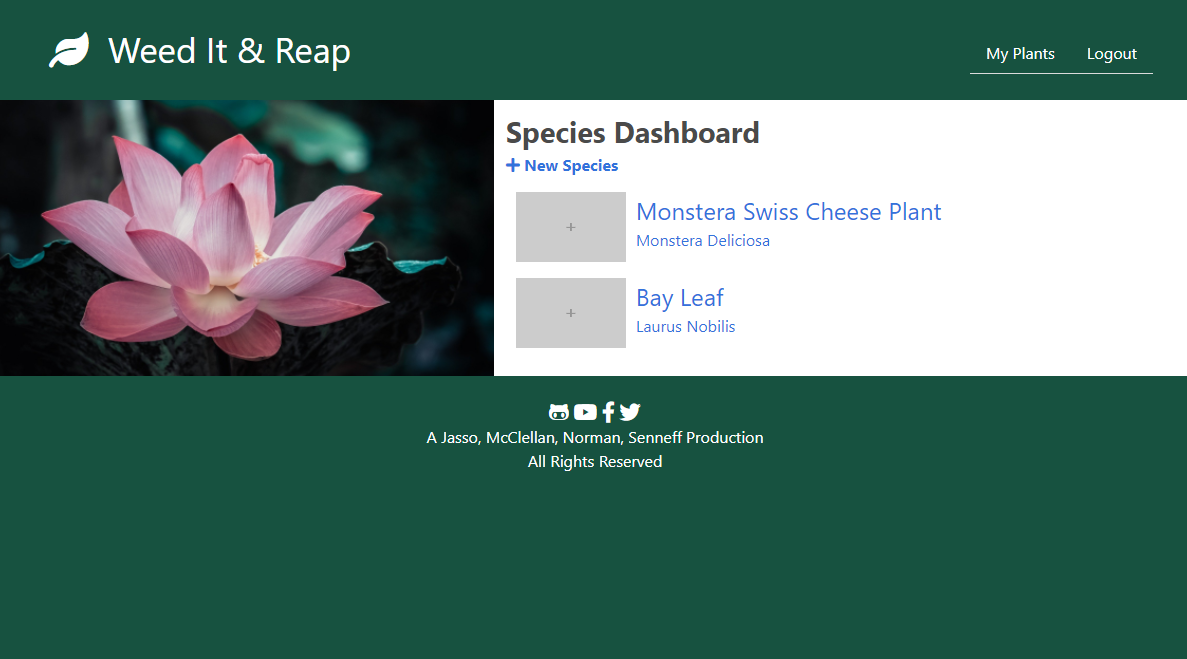 Weed It & Reap
My Plants
Logout
Species Dashboard
+ New Species
+
Monstera Swiss Cheese Plant
Monstera Deliciosa
+
Bay Leaf
Laurus Nobilis
A Jasso, McClellan, Norman, Senneff Production
All Rights Reserved